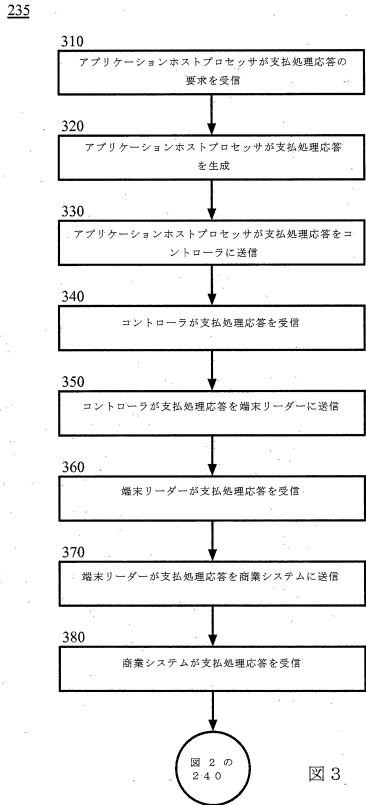 235
310
アプリケーションホストプロセッサが支払処理応答の
要求を受信
320
アプリケーションホストプロセッサが支払処理応答
を生成
330
アプリケーションホストプロセッサが支払処理応答をコ
ントローラに送信
340
コントローラが支払処理応答を受信
350
コントローラが支払処理応答を端末リーダーに送信
360
端末リーダーが支払処理応答を受信
370
端末リーダーが支払処理応答を商業システムに送信
380
商業システムが支払処理応答を受信
図 2 の
2 4 0
図 3